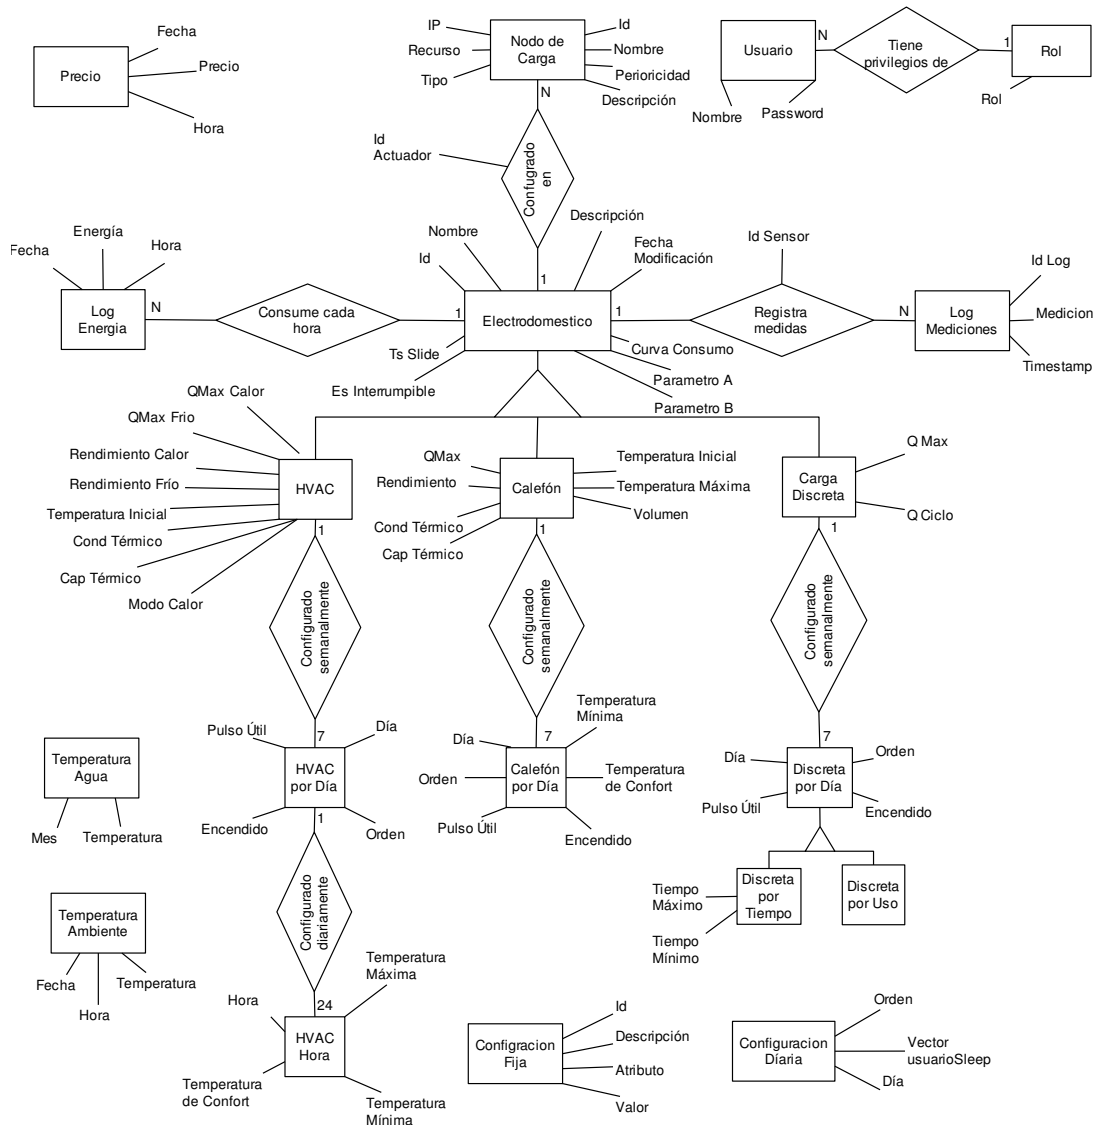 Fecha
Precio
Precio
Hora
IP
Recurso
Tipo
Nodo de
Carga
Id
Nombre
Perioricidad
Descripción
Usuario
N
Tiene
privilegios de
1
Rol
Rol
Nombre
Password
N
Id
Actuador
Confugrado
en
1
Fecha
Energía
Hora
Log
Energia
N
Consume cada
hora
1
Nombre
Id
Descripción
Fecha
Modificación
Electrodomestico
Ts Slide
Es Interrumpible
Curva Consumo
Parametro A
Parametro B
1
Id Sensor
Registra
medidas
N
Log
Mediciones
Id Log
Medicion
Timestamp
QMax Calor
QMax Frio
Rendimiento Calor
Rendimiento Frío
Temperatura Inicial
Cond Térmico
Cap Térmico
Modo Calor
HVAC
1
QMax
Rendimiento
Cond Térmico
Cap Térmico
Calefón
Temperatura Inicial
Temperatura Máxima
Volumen
1
Carga
Discreta
Q Max
Q Ciclo
1
Configurado
semanalmente
Configurado
semanalmente
Configurado
semanalmente
7
Pulso Útil
Día
HVAC
por Día
Encendido
Orden
1
7
Temperatura
Mínima
Día
Orden
Calefón
por Día
Temperatura
de Confort
Pulso Útil
Encendido
7
Día
Orden
Discreta
por Día
Pulso Útil
Encendido
Temperatura
Agua
Mes
Temperatura
Configurado
diariamente
Discreta
por
Tiempo
Discreta
por Uso
Tiempo
Máximo
Tiempo
Mínimo
Temperatura
Ambiente
Fecha
Hora
Temperatura
24
Temperatura
Máxima
Hora
HVAC
Hora
Temperatura
de Confort
Temperatura
Mínima
Configracion
Fija
Id
Descripción
Atributo
Valor
Configuracion
Díaria
Orden
Vector
usuarioSleep
Día